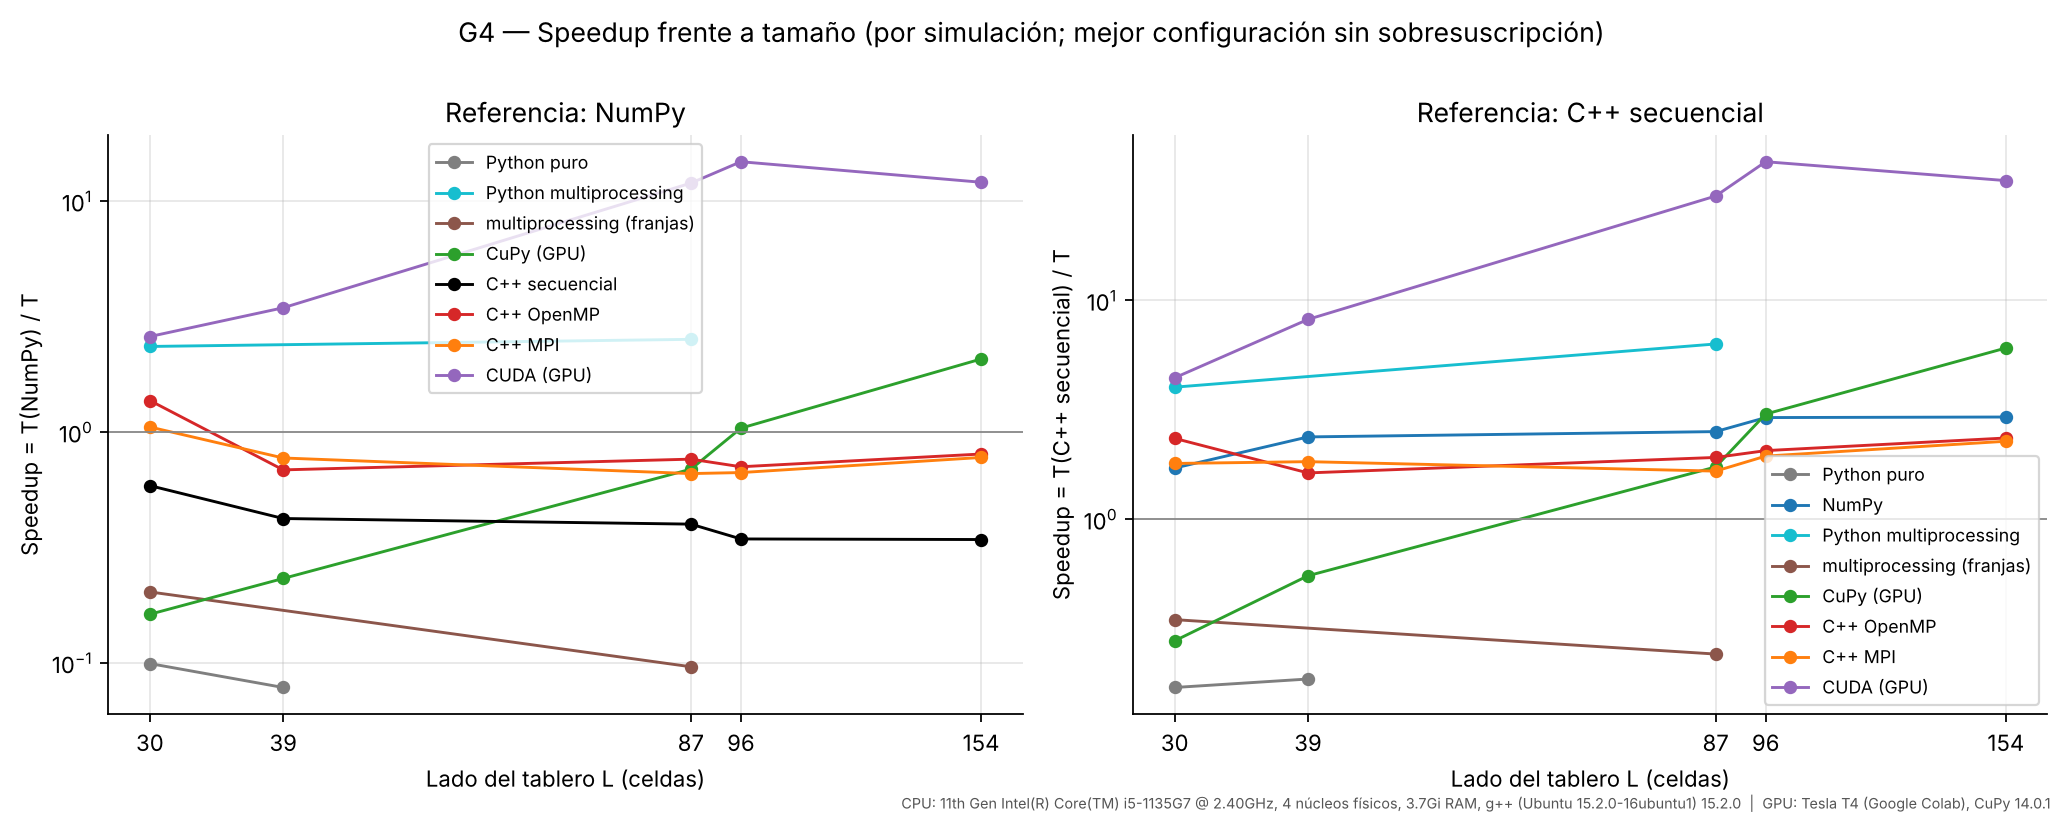 G4 — Speedup frente a tamaño (por simulación; mejor configuración sin sobresuscripción)
Referencia: NumPy
Speedup = T(NumPy) / T
10¹
10⁰
10⁻¹
Python puro
Python multiprocessing
multiprocessing (franjas)
CuPy (GPU)
C++ secuencial
C++ OpenMP
C++ MPI
CUDA (GPU)
30 39 87 96 154
Lado del tablero L (celdas)
Referencia: C++ secuencial
Speedup = T(C++ secuencial) / T
10¹
10⁰
Python puro
NumPy
Python multiprocessing
multiprocessing (franjas)
CuPy (GPU)
C++ OpenMP
C++ MPI
CUDA (GPU)
30 39 87 96 154
Lado del tablero L (celdas)
CPU: 11th Gen Intel(R) Core(TM) i5-1135G7 @ 2.40GHz, 4 núcleos físicos, 3.7Gi RAM, g++ (Ubuntu 15.2.0-16ubuntu1) 15.2.0 | GPU: Tesla T4 (Google Colab), CuPy 14.0.1